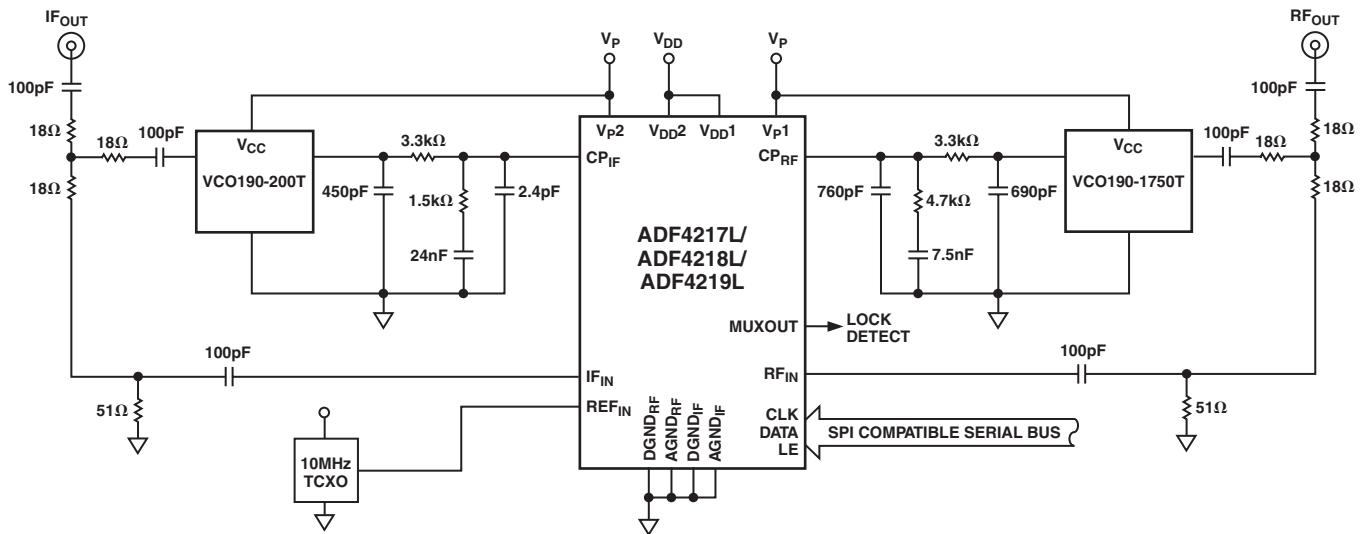 IFOUT
RFOUT
VP
VDD
VP
100pF
100pF
18Ω
18Ω
100pF
18Ω
VCC
VCO190-200T
3.3kΩ
450pF
1.5kΩ
24nF
2.4pF
VP2
VDD2
VDD1
VP1
CPIF
CPRF
ADF4217L/
ADF4218L/
ADF4219L
760pF
4.7kΩ
7.5nF
3.3kΩ
690pF
VCC
VCO190-1750T
100pF
18Ω
18Ω
18Ω
MUXOUT
LOCK
DETECT
100pF
IFIN
RFIN
100pF
51Ω
51Ω
REFIN
10MHz
TCXO
DGNDRF
AGNDRF
DGNDIF
AGNDIF
CLK
DATA
LE
SPI COMPATIBLE SERIAL BUS